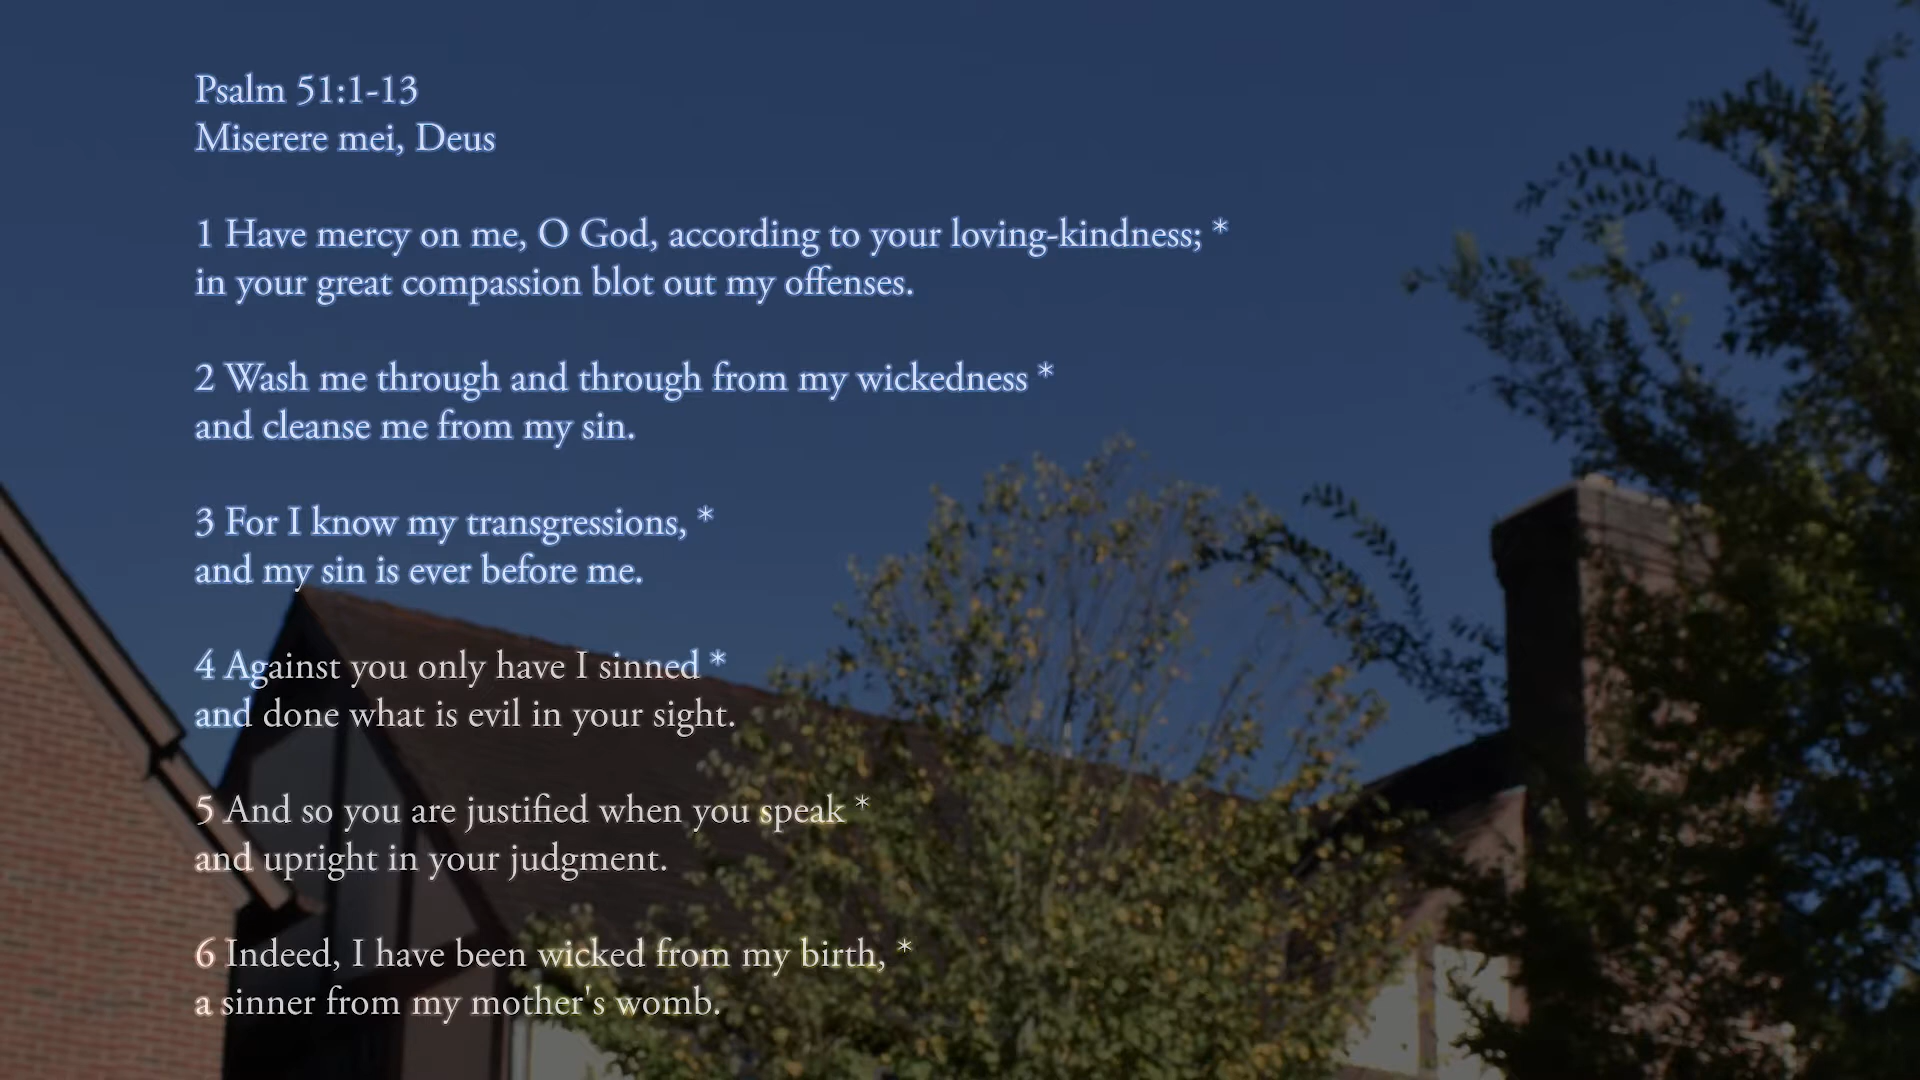 Psalm 51:1-13
Miserere mei, Deus
1 Have mercy on me, O God, according to your loving-kindness; *
in your great compassion blot out my offenses.
2 Wash me through and through from my wickedness *
and cleanse me from my sin.
3 For I know my transgressions, *
and my sin is ever before me.
4 Against you only have I sinned *
and done what is evil in your sight.
5 And so you are justified when you speak *
and upright in your judgment.
6 Indeed, I have been wicked from my birth, *
a sinner from my mother's womb.